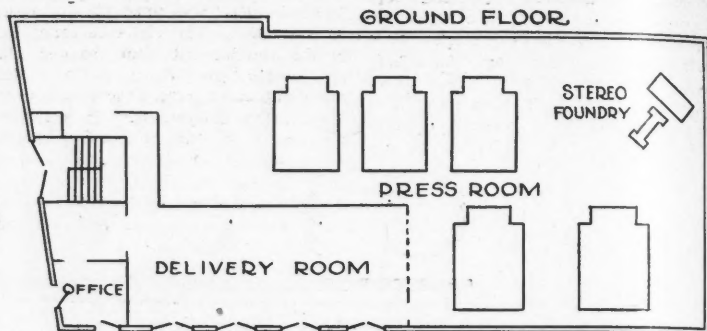 GROUND FLOOR
STEREO
FOUNDRY
PRESS ROOM
DELIVERY ROOM
OFFICE